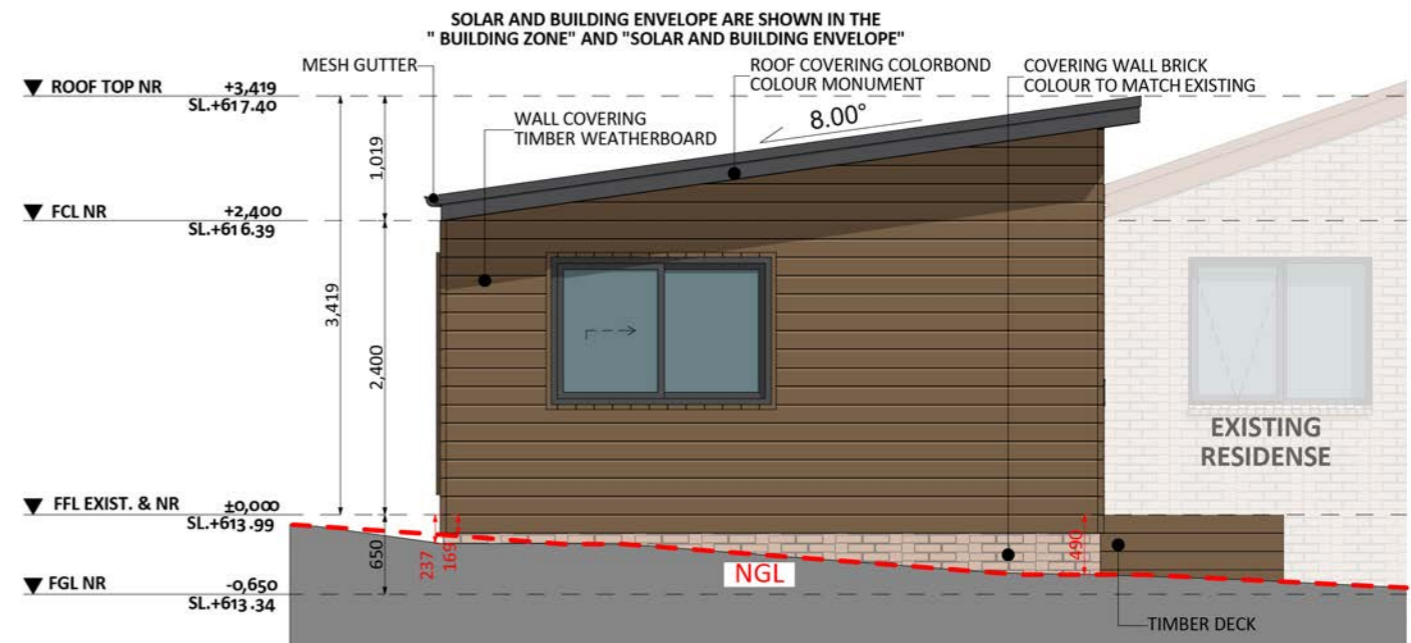 SOLAR AND BUILDING ENVELOPE ARE SHOWN IN THE
" BUILDING ZONE" AND "SOLAR AND BUILDING ENVELOPE"
MESH GUTTER
ROOF COVERING COLORBOND
COLOUR MONUMENT
COVERING WALL BRICK
COLOUR TO MATCH EXISTING
ROOF TOP NR +3,419
SL.+617.40
WALL COVERING
TIMBER WEATHERBOARD
8.00°
1,019
FCL NR +2,400
SL.+616.39
3,419
2,400
EXISTING
RESIDENSE
FFL EXIST. & NR ±0,000
SL.+613.99
650
237
169
490
NGL
FGL NR -0,650
SL.+613.34
TIMBER DECK